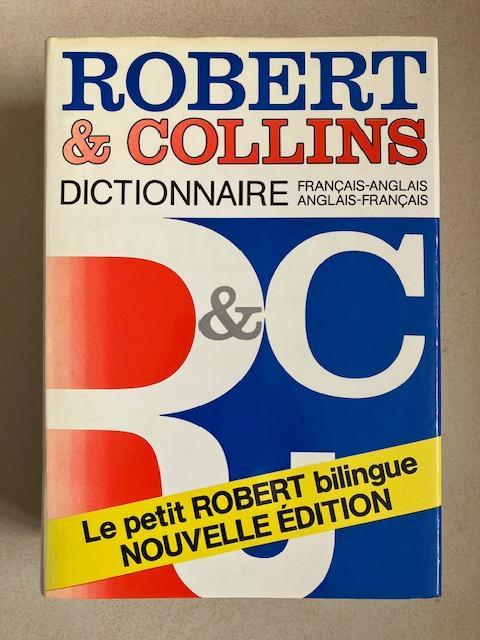 ROBERT
& COLLINS
DICTIONNAIRE FRANÇAIS-ANGLAIS
ANGLAIS-FRANÇAIS
R&C
Le petit ROBERT bilingue
NOUVELLE ÉDITION